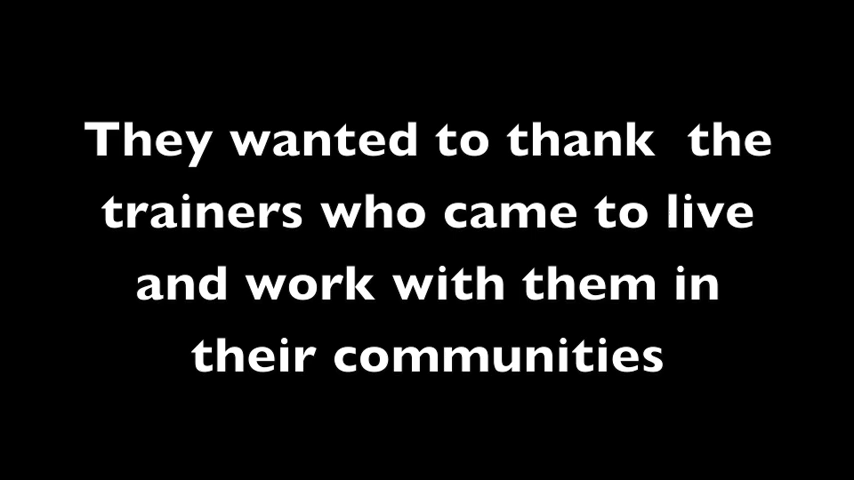 They wanted to thank  the
trainers who came to live
and work with them in
their communities